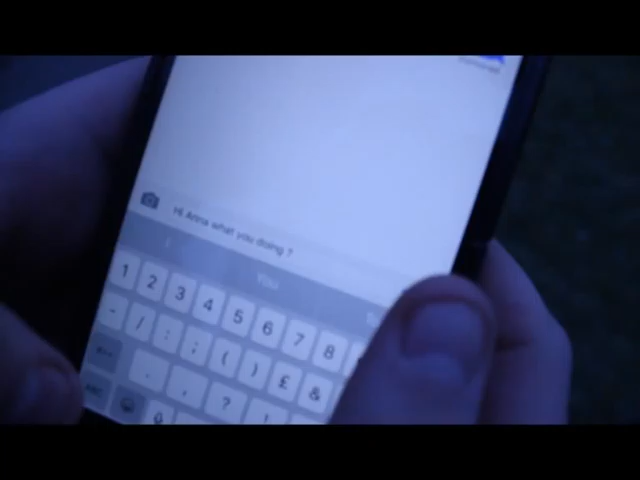 Hi Anna what you doing ?
I
You
1 2 3 4 5 6 7 8
- / : ; ( ) £ &
. , ? !